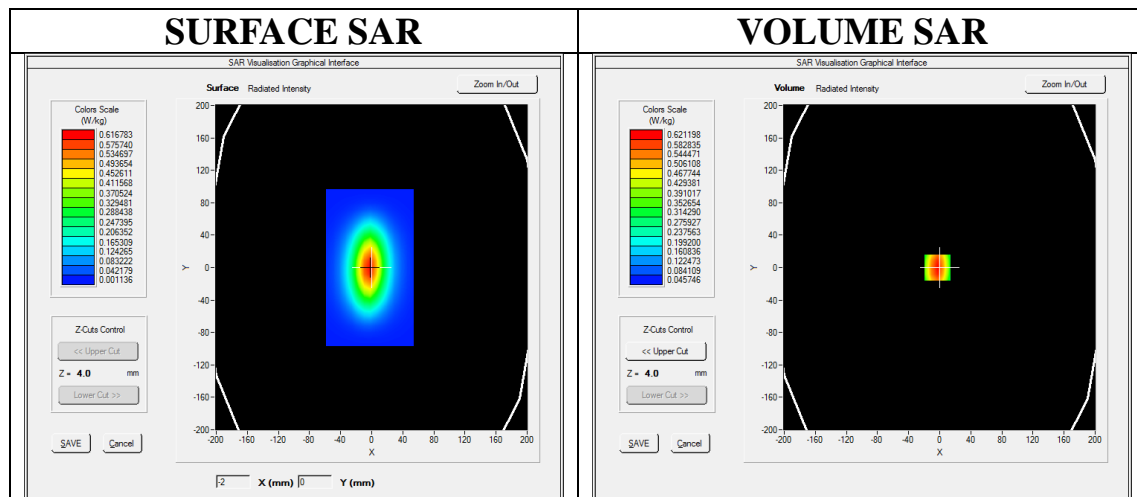 SURFACE SAR
SAR Visualisation Graphical Interface
Surface Radiated Intensity
Zoom In/Out
Colors Scale
(W/kg)
0.616783
0.575740
0.534697
0.493654
0.452611
0.411568
0.370524
0.329481
0.288438
0.247395
0.206352
0.165309
0.124265
0.083222
0.042179
0.001136
Z-Cuts Control
<< Upper Cut
Z = 4.0 mm
Lower Cut >>
SAVE Cancel
200
160
120
80
40
0
-40
-80
-120
-160
-200
Y
-200 -160 -120 -80 -40 0 40 80 120 160 200
X
-2 X (mm) 0 Y (mm)
VOLUME SAR
SAR Visualisation Graphical Interface
Volume Radiated Intensity
Zoom In/Out
Colors Scale
(W/kg)
0.621198
0.582835
0.544471
0.506108
0.467744
0.429381
0.391017
0.352654
0.314290
0.275927
0.237563
0.199200
0.160836
0.122473
0.084109
0.045746
Z-Cuts Control
<< Upper Cut
Z = 4.0 mm
Lower Cut >>
SAVE Cancel
200
160
120
80
40
0
-40
-80
-120
-160
-200
Y
-200 -160 -120 -80 -40 0 40 80 120 160 200
X